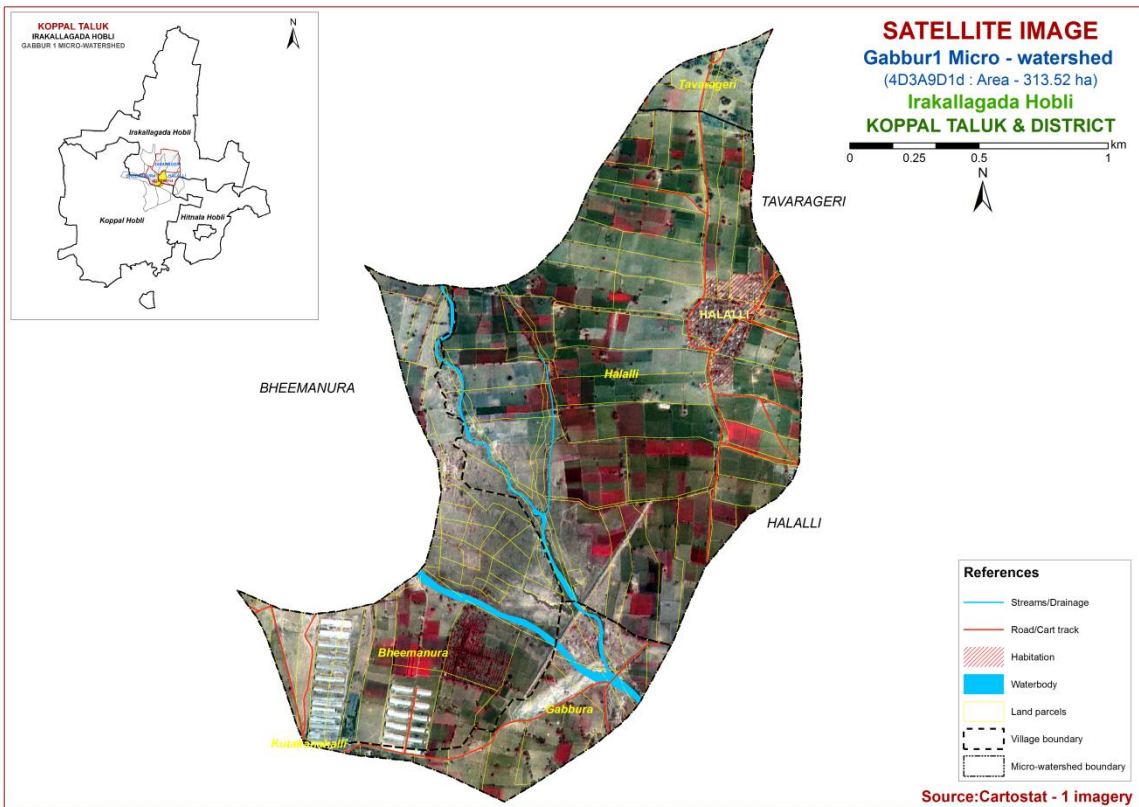 KOPPAL TALUK
IRAKALLAGADA HOBLI
GABBUR 1 MICRO-WATERSHED
N
Irakallagada Hobli
Koppal Hobli
Hitnala Hobli
SATELLITE IMAGE
Gabbur1 Micro - watershed
(4D3A9D1d : Area - 313.52 ha)
Irakallagada Hobli
KOPPAL TALUK & DISTRICT
km
0 0.25 0.5 1
N
Tavarageri
TAVARAGERI
HALALLI
Halalli
BHEEMANURA
HALALLI
Bheemanura
Gabbura
References
Streams/Drainage
Road/Cart track
Habitation
Waterbody
Land parcels
Village boundary
Micro-watershed boundary
Source:Cartostat - 1 imagery